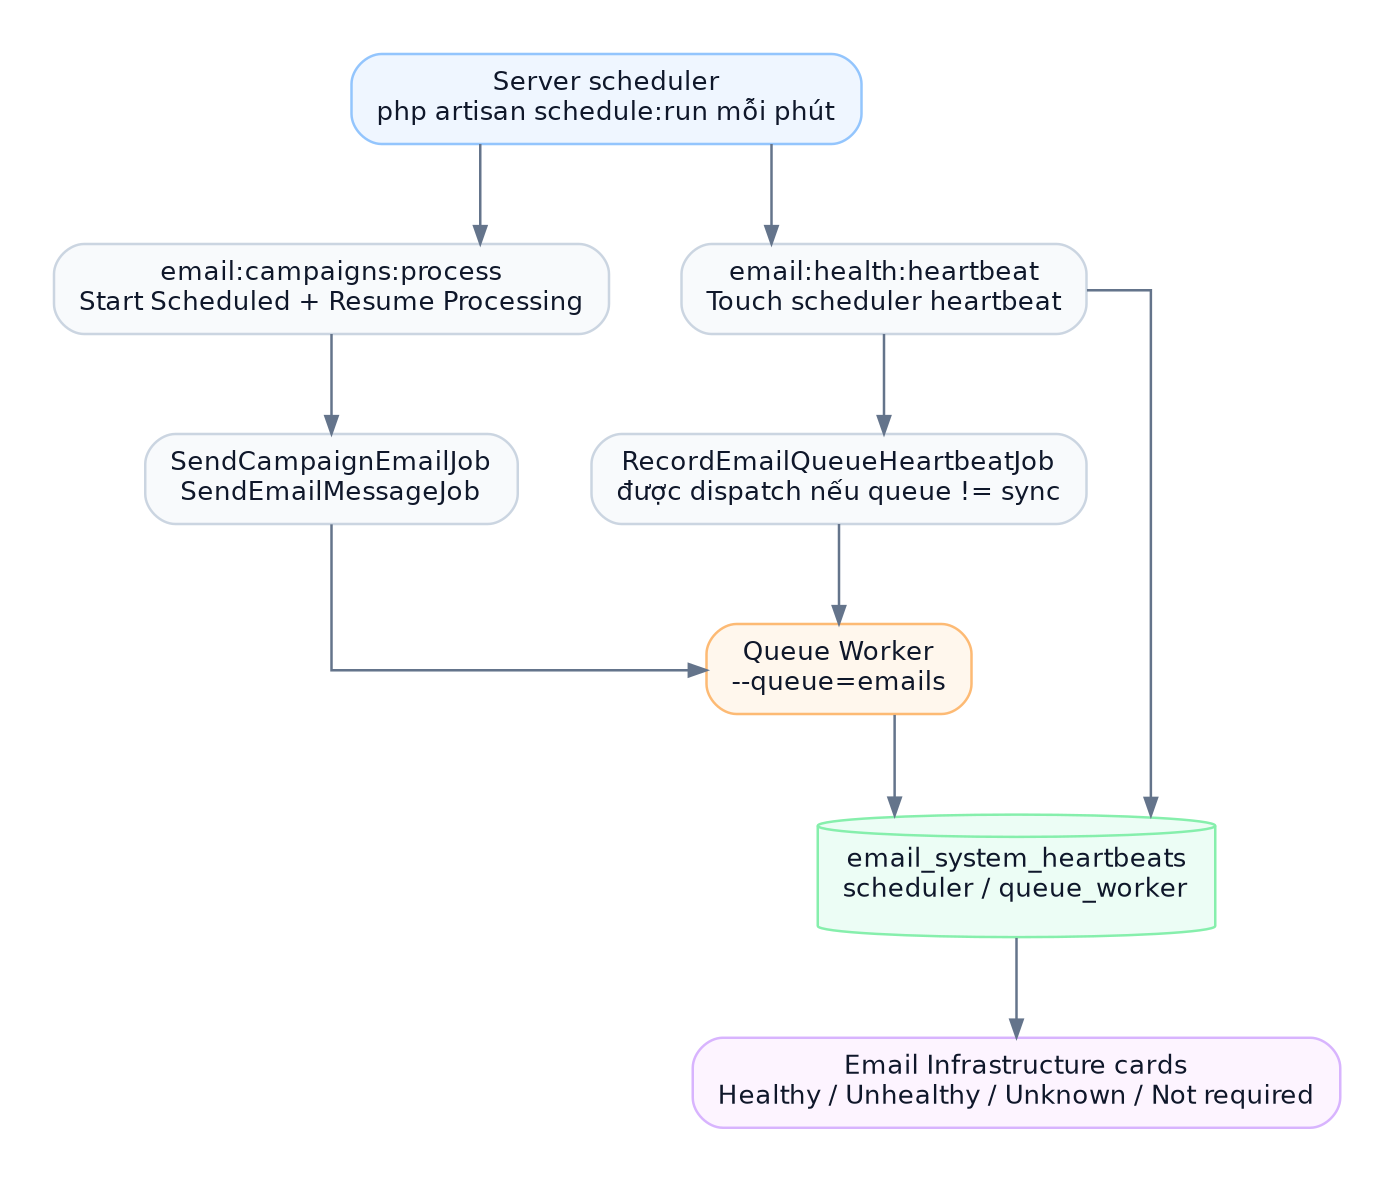 Server scheduler
php artisan schedule:run mỗi phút
email:campaigns:process
Start Scheduled + Resume Processing
email:health:heartbeat
Touch scheduler heartbeat
SendCampaignEmailJob
SendEmailMessageJob
RecordEmailQueueHeartbeatJob
được dispatch nếu queue != sync
Queue Worker
--queue=emails
email_system_heartbeats
scheduler / queue_worker
Email Infrastructure cards
Healthy / Unhealthy / Unknown / Not required